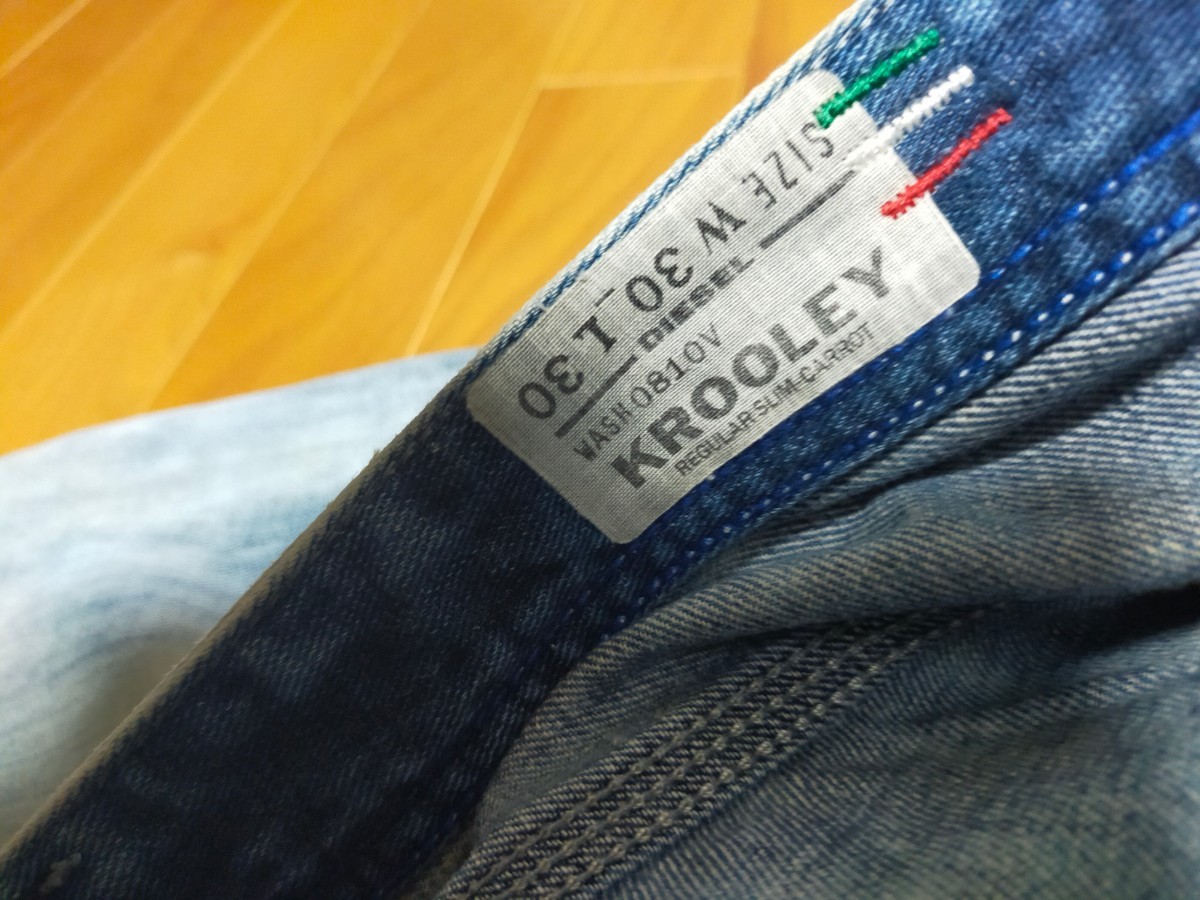 SIZE W 30 L 30
DIESEL
WASH 0810V
KROOLEY
REGULAR SLIM-CARROT